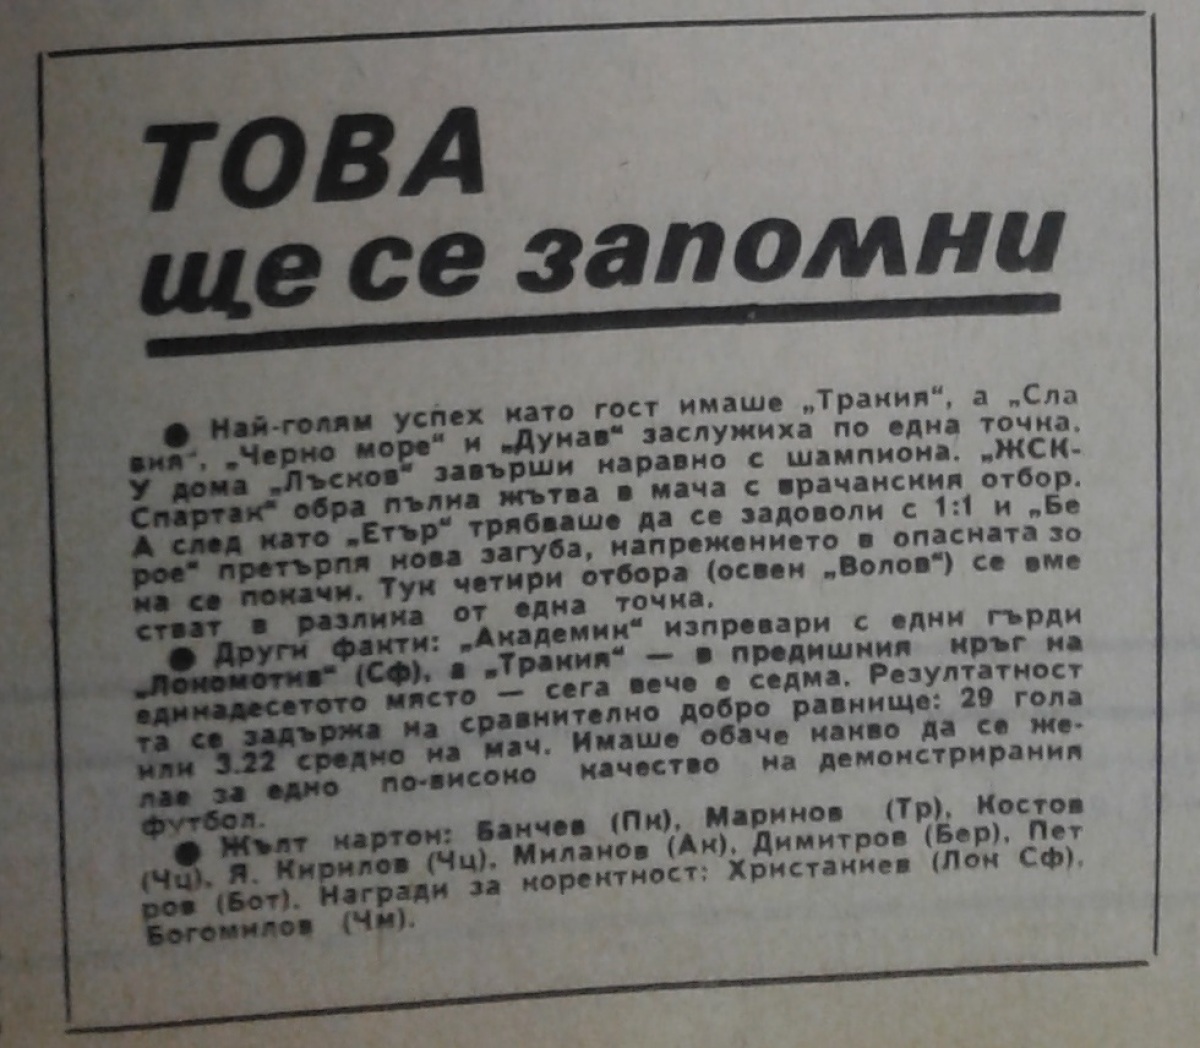 ТОВА
ще се запомни
● Най-голям успех като гост имаше „Тракия“, а „Сла
вия“, „Черно море“ и „Дунав“ заслужиха по една точка.
У дома „Лъсков“ завърши наравно с шампиона. „ЖСК-
Спартак“ обра пълна жътва в мача с врачанския отбор.
А след като „Етър“ трябваше да се задоволи с 1:1 и „Бе
рое“ претърпя нова загуба, напрежението в опасната зо
на се покачи. Тук четири отбора (освен „Волов“) се вме
стват в разлика от една точка.
● Други факти: „Академик“ изпревари с едни гърди
„Локомотив“ (Сф), а „Тракия“ — в предишния кръг на
единадесетото място — сега вече е седма. Резултатност
та се задържа на сравнително добро равнище: 29 гола
или 3.22 средно на мач. Имаше обаче какво да се же-
лае за едно по-високо качество на демонстрирания
футбол.
● Жълт картон: Банчев (Пк), Маринов (Тр), Костов
(Чц), Я. Кирилов (Чц), Миланов (Ак), Димитров (Бер), Пет
ров (Бот). Награди за коректност: Христакиев (Лок Сф),
Богомилов (Чм).